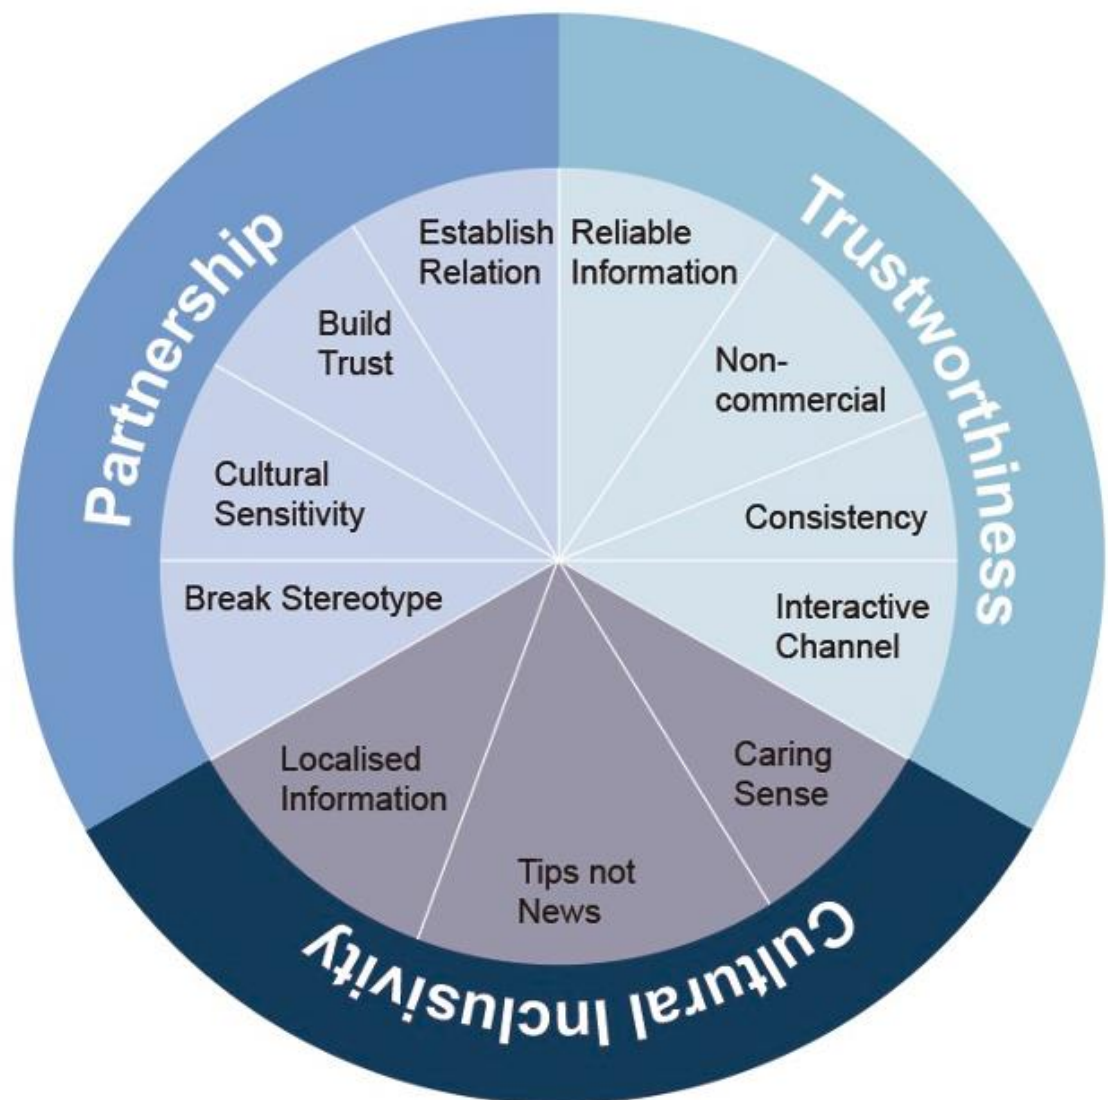 Partnership
Trustworthiness
Cultural Inclusivity
Establish
Relation
Reliable
Information
Build
Trust
Non-
commercial
Cultural
Sensitivity
Consistency
Break Stereotype
Interactive
Channel
Localised
Information
Caring
Sense
Tips not
News